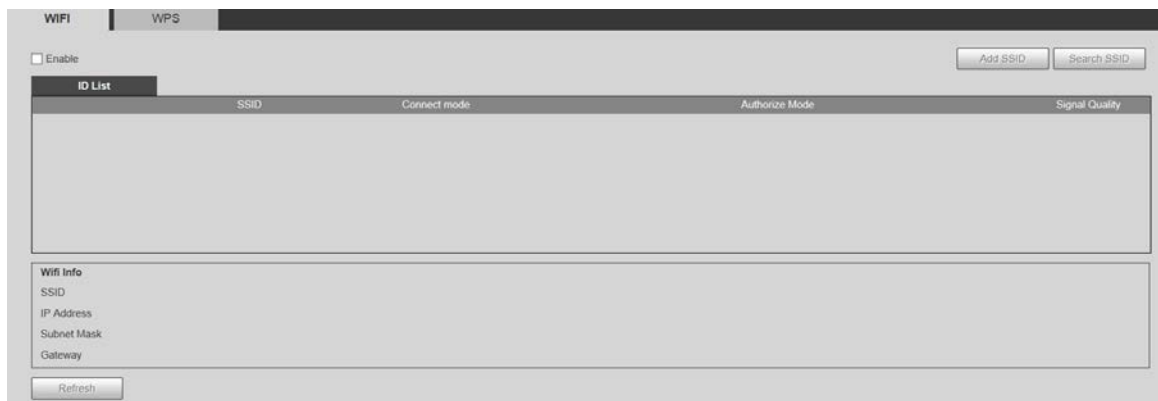 WIFI WPS
Enable Add SSID Search SSID
ID List
SSID Connect mode Authorize Mode Signal Quality
Wifi Info
SSID
IP Address
Subnet Mask
Gateway
Refresh